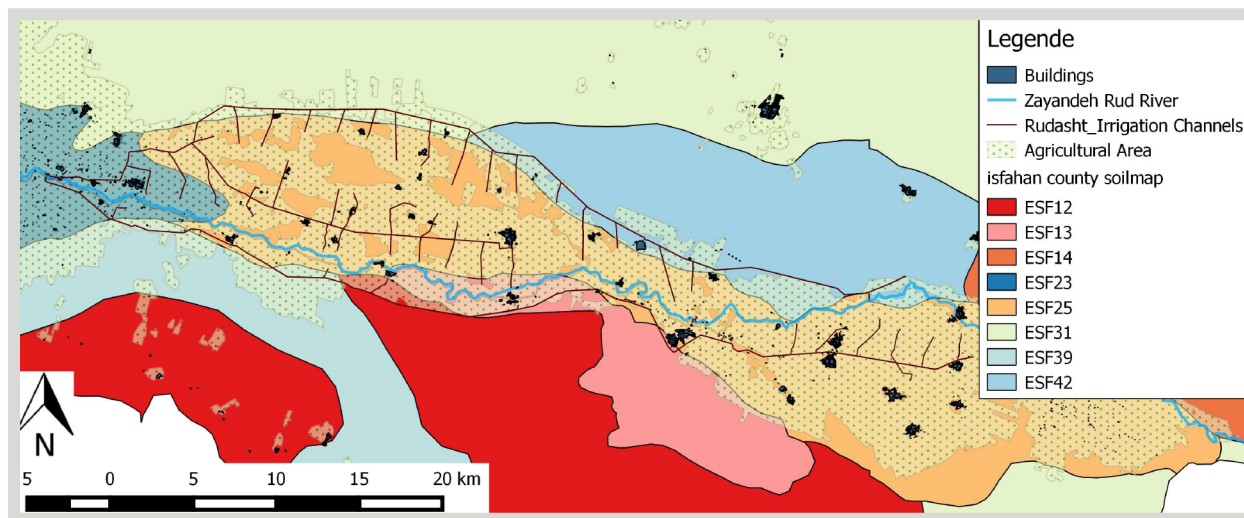 Legende
Buildings
Zayandeh Rud River
Rudasht_Irrigation Channels
Agricultural Area
isfahan county soilmap
ESF12
ESF13
ESF14
ESF23
ESF25
ESF31
ESF39
ESF42
N
5 0 5 10 15 20 km